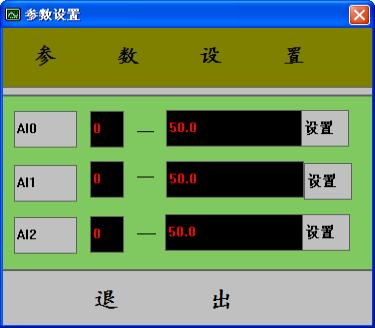 参数设置
参 数 设 置
AI0 0 — 50.0 设置
AI1 0 — 50.0 设置
AI2 0 — 50.0 设置
退 出